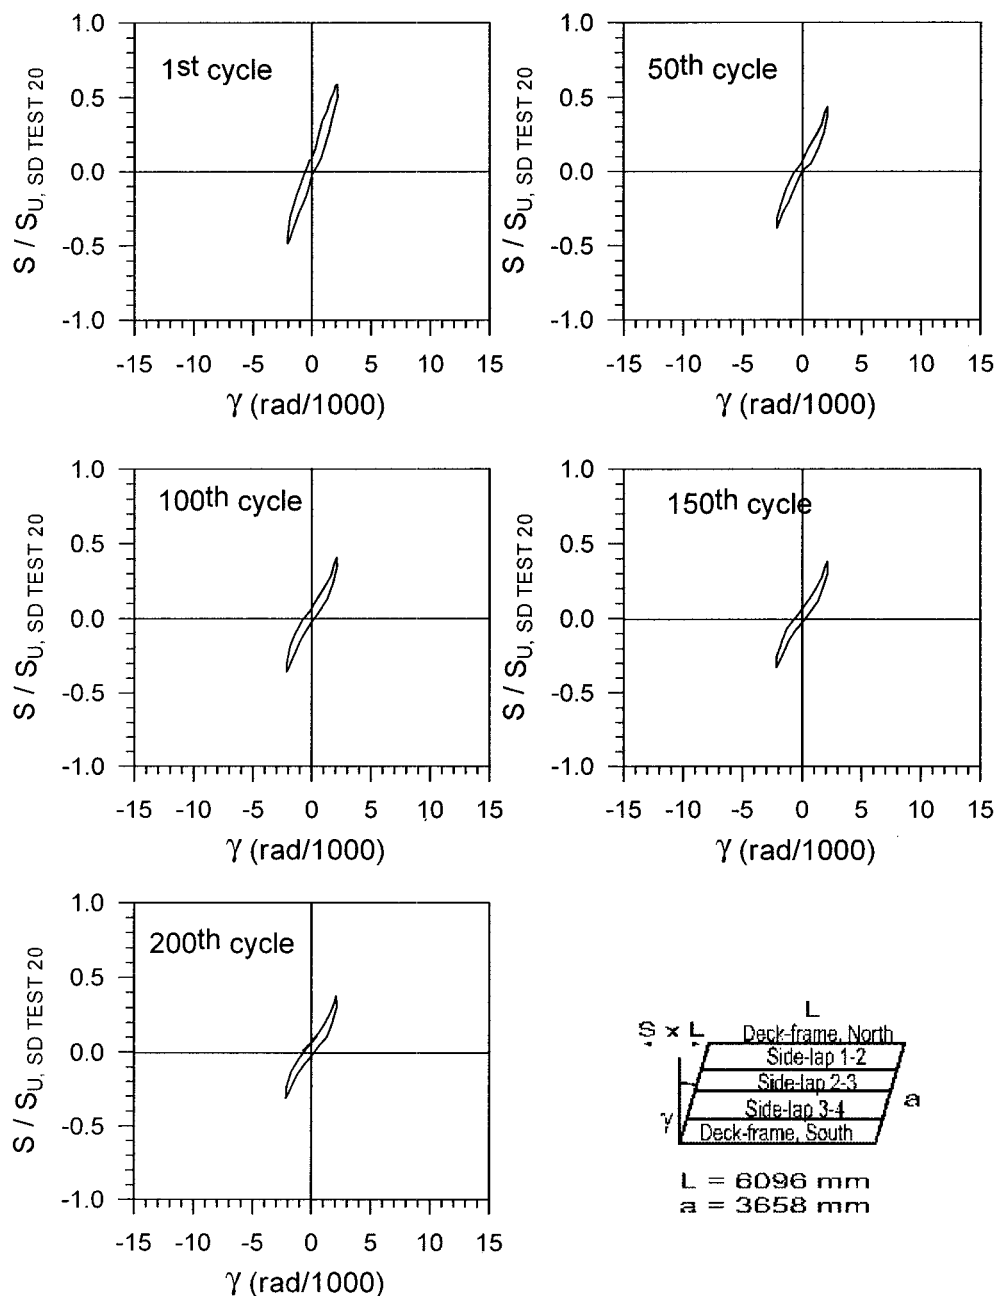 1st cycle
1.0
0.5
0.0
-0.5
-1.0
S / SU, SD TEST 20
-15 -10 -5 0 5 10 15
γ (rad/1000)
50th cycle
1.0
0.5
0.0
-0.5
-1.0
S / SU, SD TEST 20
-15 -10 -5 0 5 10 15
γ (rad/1000)
100th cycle
1.0
0.5
0.0
-0.5
-1.0
S / SU, SD TEST 20
-15 -10 -5 0 5 10 15
γ (rad/1000)
150th cycle
1.0
0.5
0.0
-0.5
-1.0
S / SU, SD TEST 20
-15 -10 -5 0 5 10 15
γ (rad/1000)
200th cycle
1.0
0.5
0.0
-0.5
-1.0
S / SU, SD TEST 20
-15 -10 -5 0 5 10 15
γ (rad/1000)
L
S x L
Deck-frame, North
Side-lap 1-2
Side-lap 2-3
Side-lap 3-4
Deck-frame, South
γ
a
L = 6096 mm
a = 3658 mm